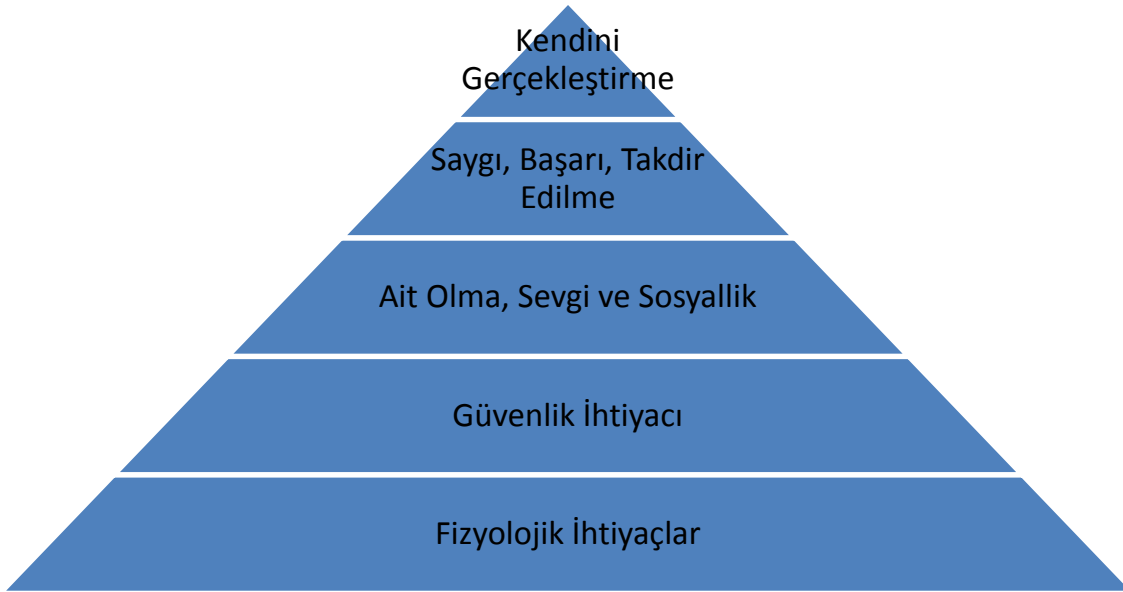 Kendini
Gerçekleştirme
Saygı, Başarı, Takdir
Edilme
Ait Olma, Sevgi ve Sosyallik
Güvenlik İhtiyacı
Fizyolojik İhtiyaçlar